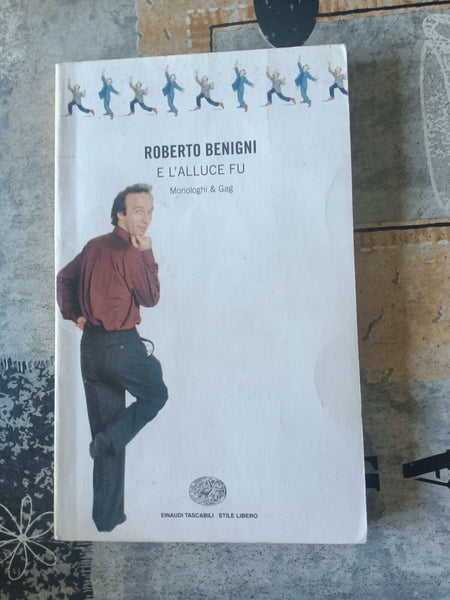 ROBERTO BENIGNI
E L'ALLUCE FU
Monologhi & Gag
EINAUDI TASCABILI STILE LIBERO